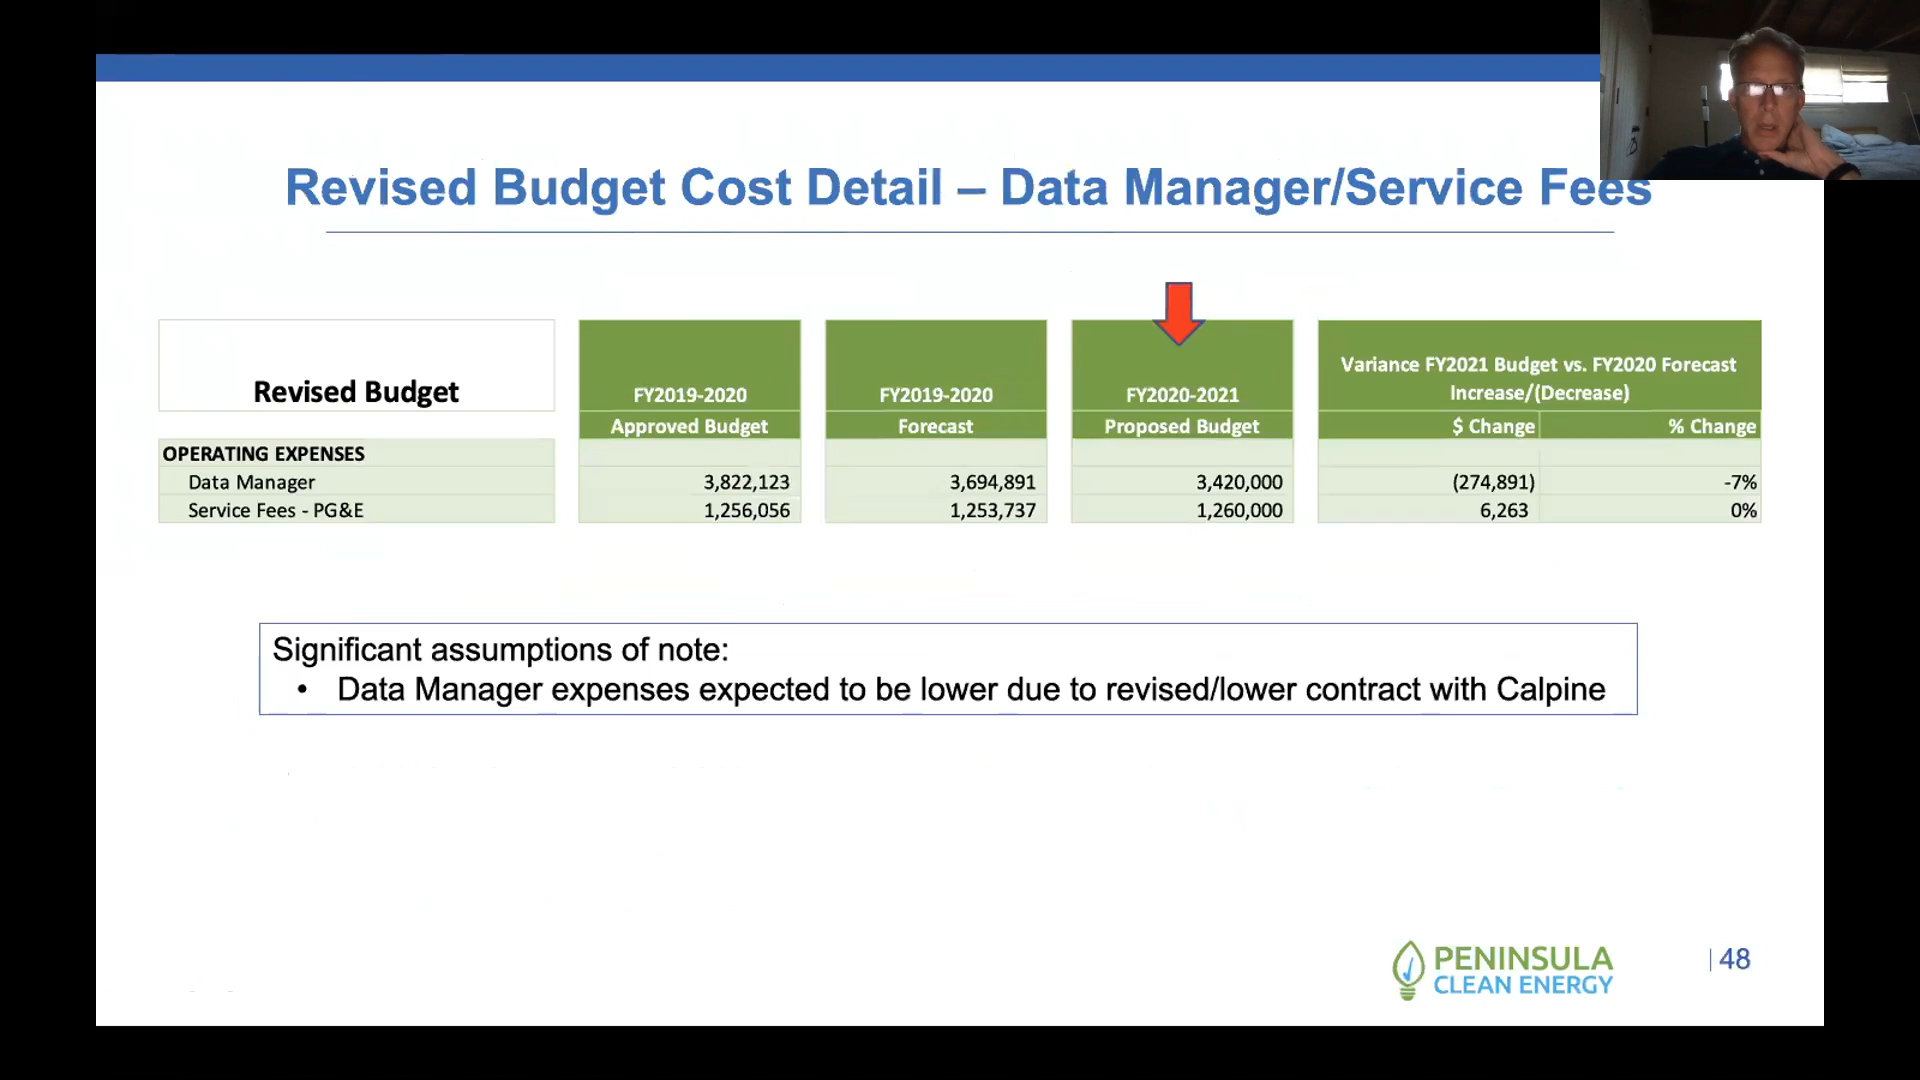 Revised Budget Cost Detail – Data Manager/Service Fees
Revised Budget
FY2019-2020
Approved Budget
FY2019-2020
Forecast
FY2020-2021
Proposed Budget
Variance FY2021 Budget vs. FY2020 Forecast
Increase/(Decrease)
$ Change % Change
OPERATING EXPENSES
Data Manager 3,822,123 3,694,891 3,420,000 (274,891) -7%
Service Fees - PG&E 1,256,056 1,253,737 1,260,000 6,263 0%
Significant assumptions of note:
• Data Manager expenses expected to be lower due to revised/lower contract with Calpine
PENINSULA
CLEAN ENERGY
| 48